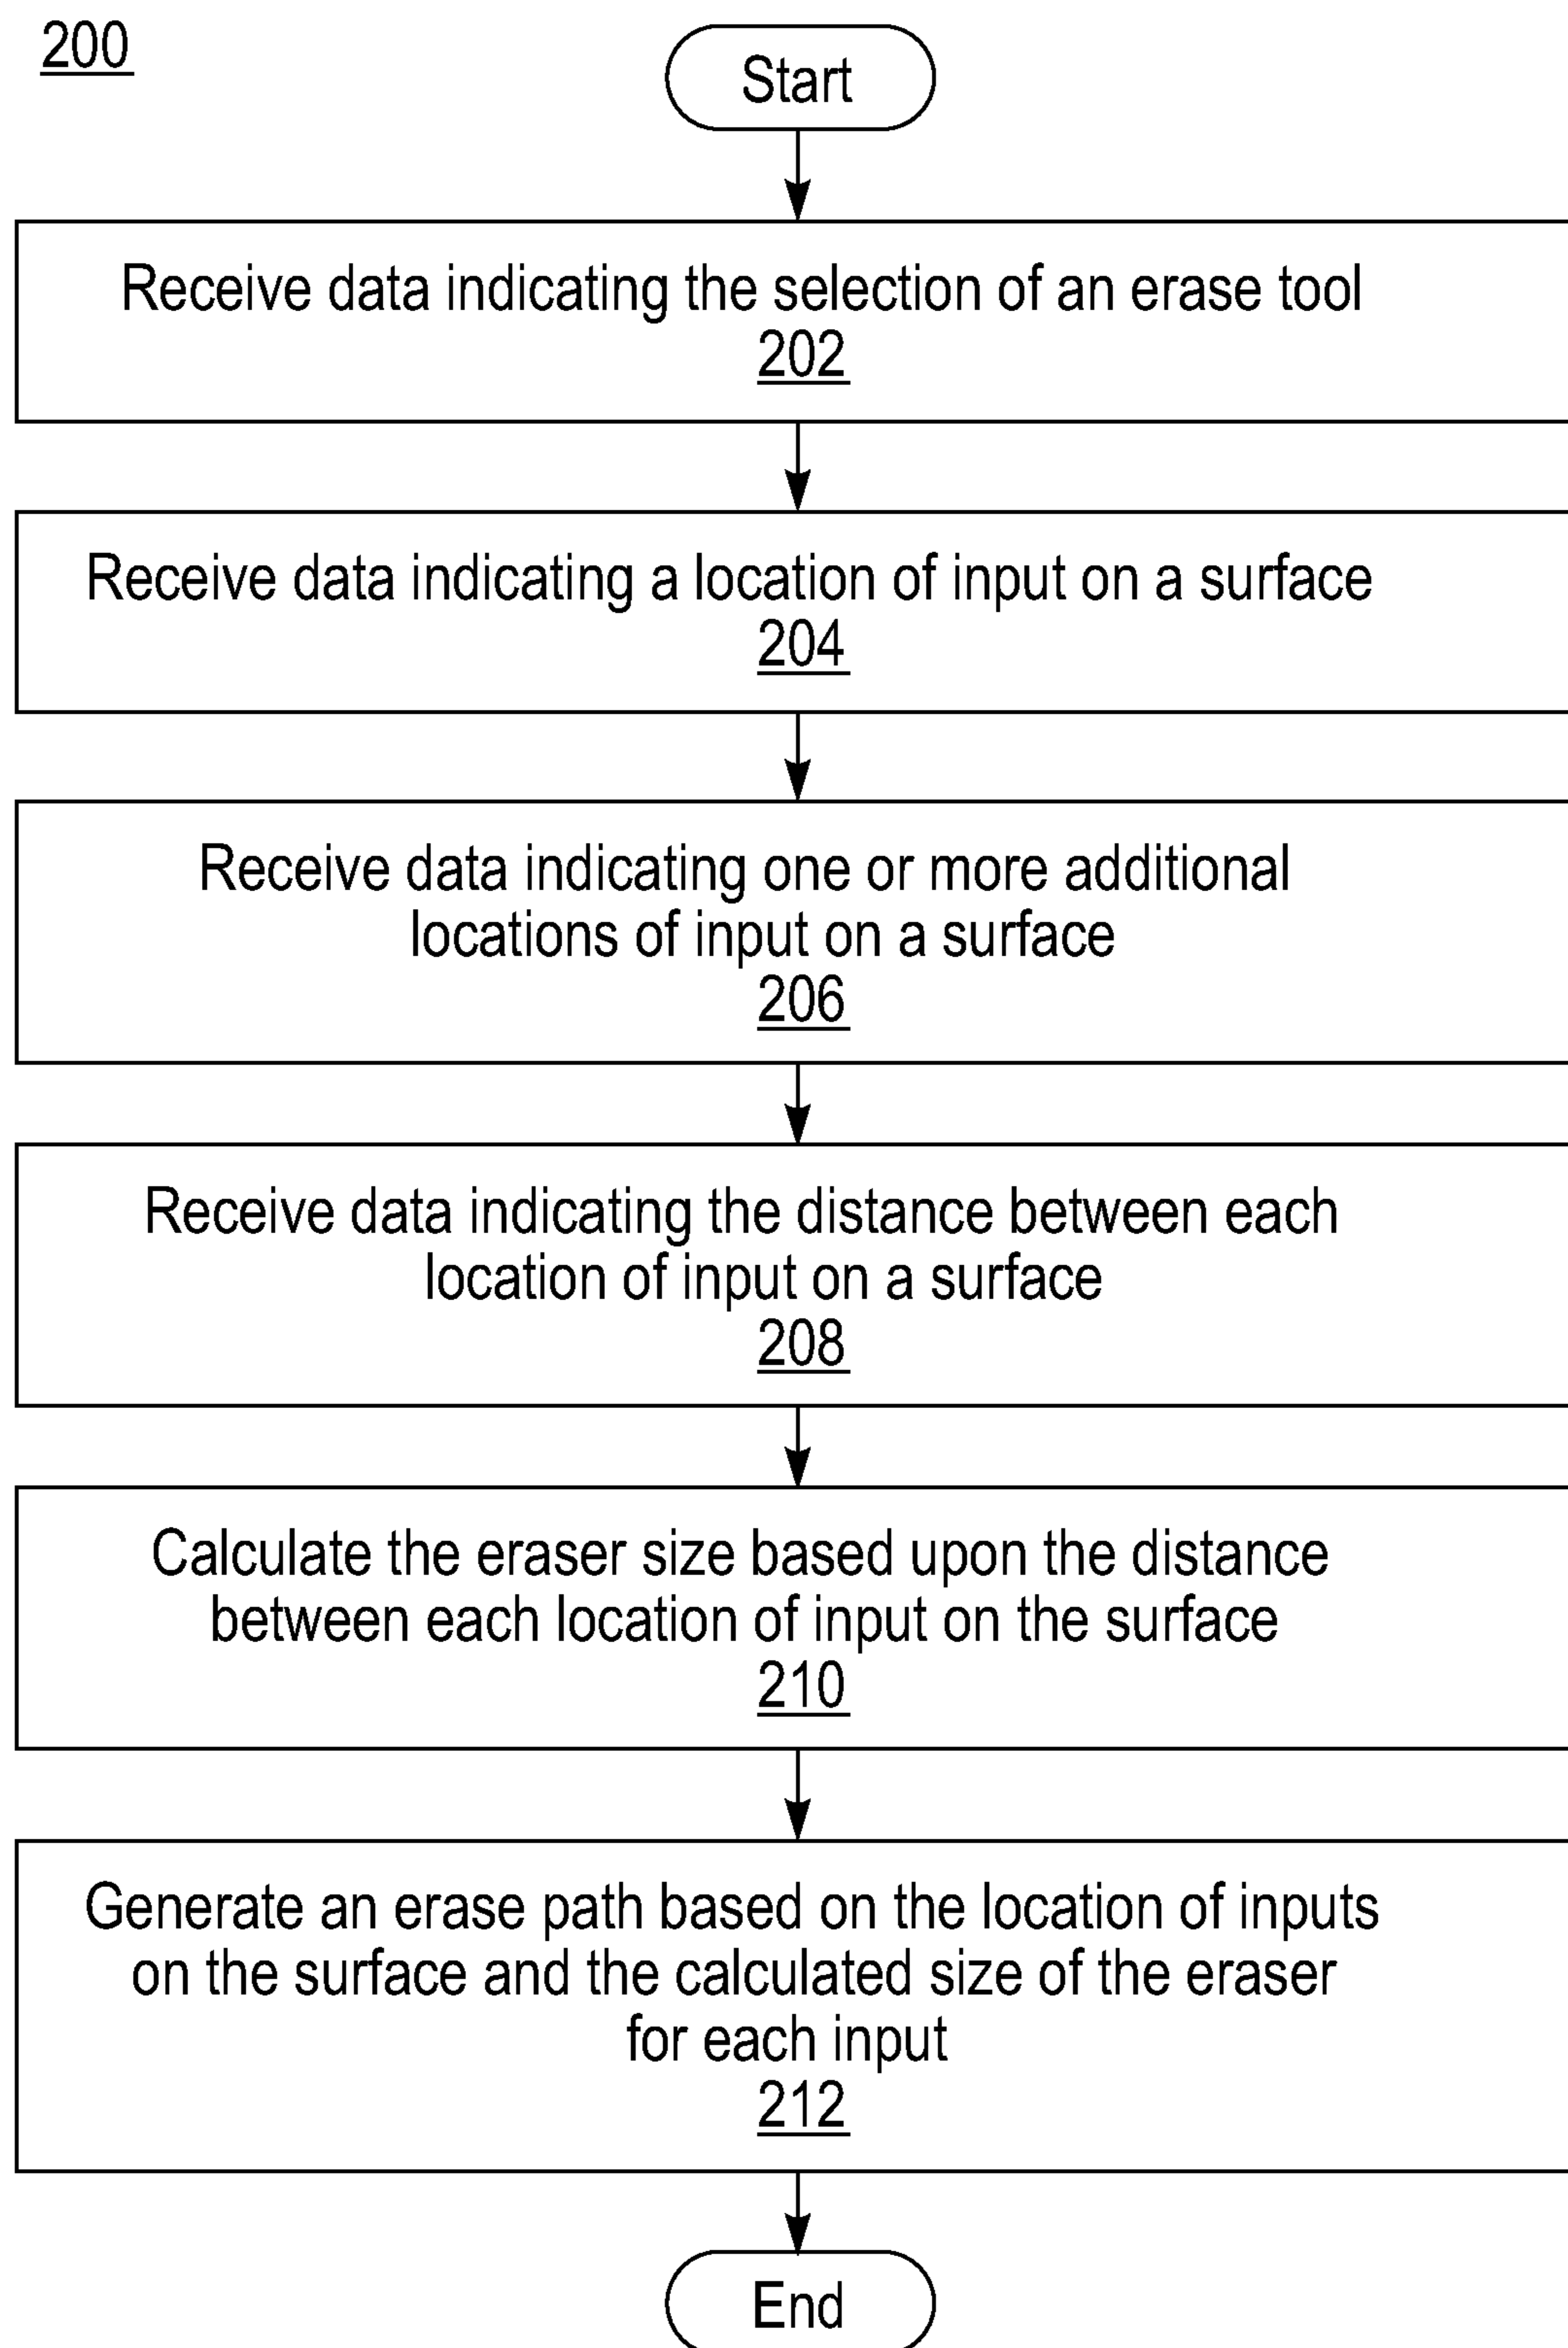 200
Start
Receive data indicating the selection of an erase tool
202
Receive data indicating a location of input on a surface
204
Receive data indicating one or more additional
locations of input on a surface
206
Receive data indicating the distance between each
location of input on a surface
208
Calculate the eraser size based upon the distance
between each location of input on the surface
210
Generate an erase path based on the location of inputs
on the surface and the calculated size of the eraser
for each input
212
End